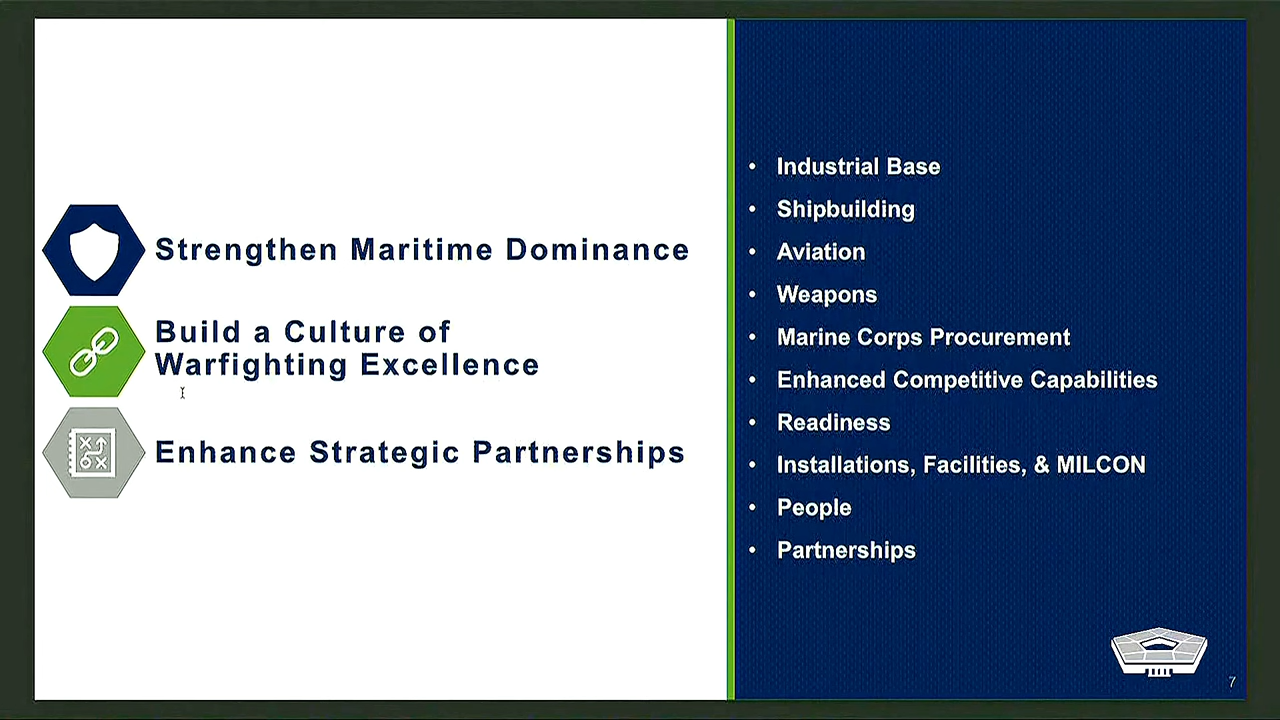 Strengthen Maritime Dominance
Build a Culture of
Warfighting Excellence
Enhance Strategic Partnerships
• Industrial Base
• Shipbuilding
• Aviation
• Weapons
• Marine Corps Procurement
• Enhanced Competitive Capabilities
• Readiness
• Installations, Facilities, & MILCON
• People
• Partnerships
7